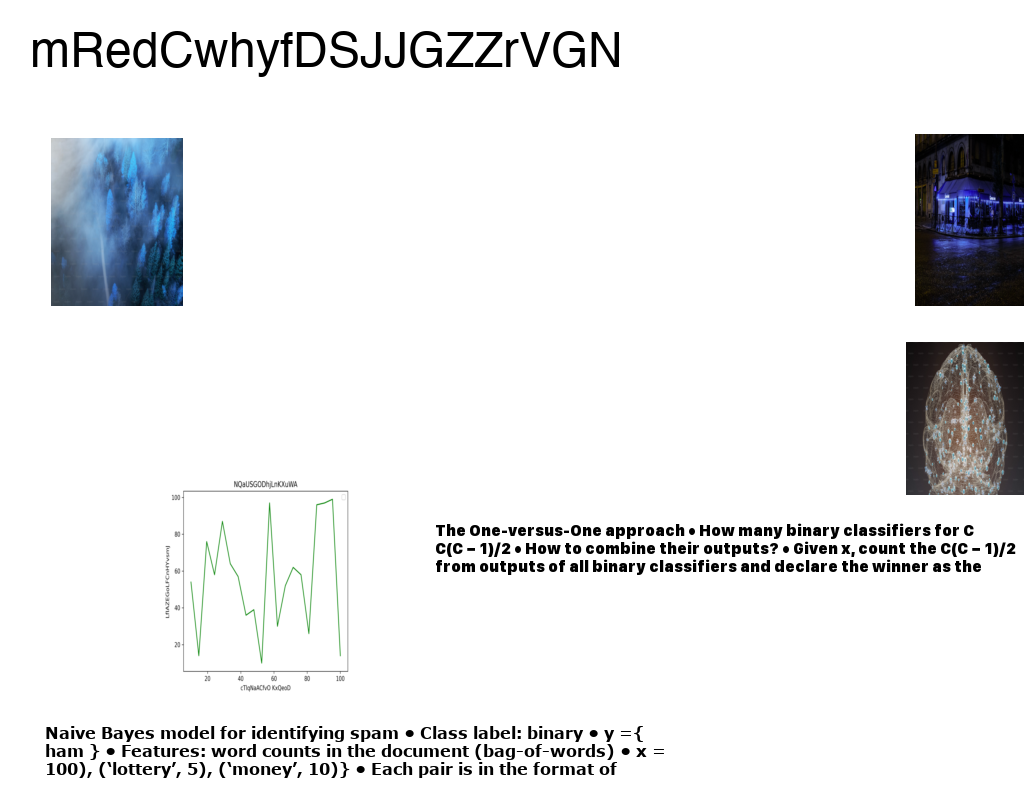 mRedCwhyfDSJJGZZrVGN
NQaUSGODhjLnKXuWA
100
80
60
40
20
20 40 60 80 100
The One-versus-One approach • How many binary classifiers for C
C(C – 1)/2 • How to combine their outputs? • Given x, count the C(C – 1)/2
from outputs of all binary classifiers and declare the winner as the
Naive Bayes model for identifying spam • Class label: binary • y ={
ham } • Features: word counts in the document (bag-of-words) • x =
100), (‘lottery’, 5), (‘money’, 10)} • Each pair is in the format of